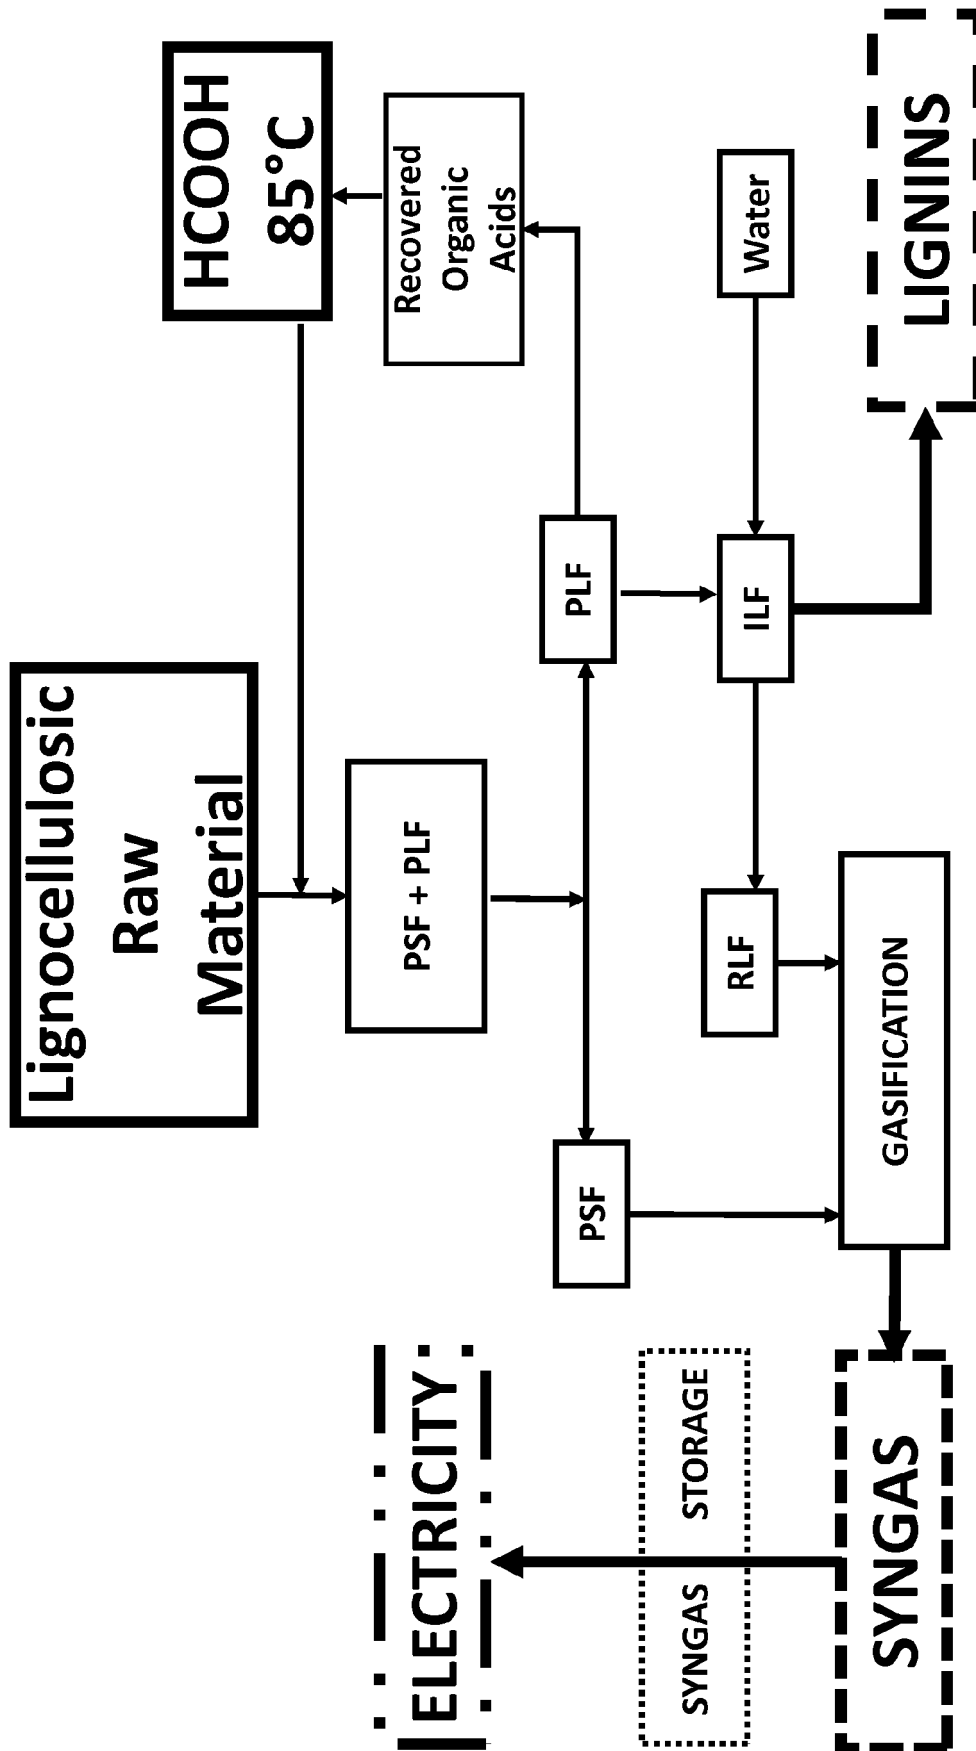 Lignocellulosic
Raw
Material
HCOOH
85°C
PSF + PLF
Recovered
Organic
Acids
PSF
PLF
ELECTRICITY
SYNGAS STORAGE
RLF
ILF
Water
SYNGAS
GASIFICATION
LIGNINS